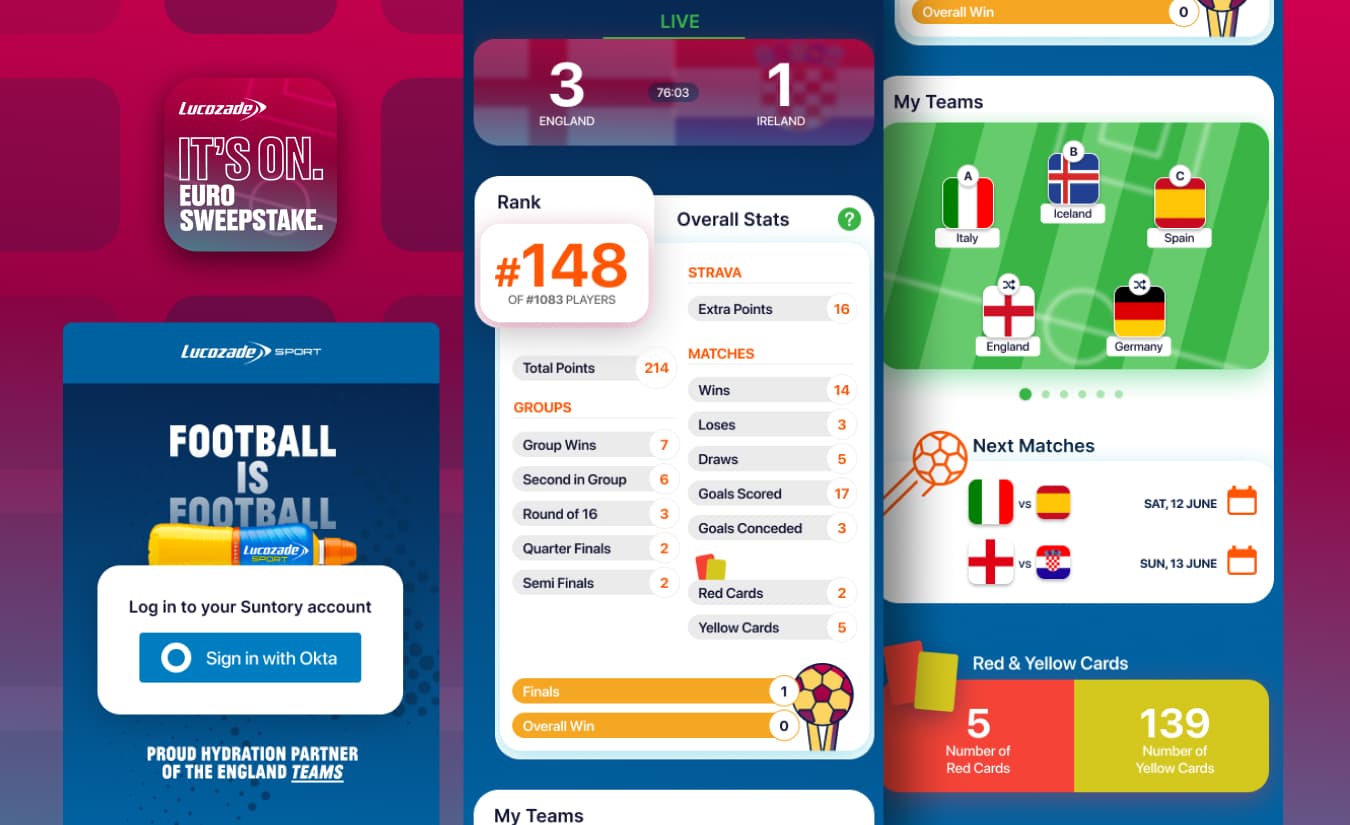 Lucozade
IT'S ON.
EURO
SWEEPSTAKE.
Lucozade SPORT
FOOTBALL
IS
FOOTBALL
Lucozade
SPORT
Log in to your Suntory account
Sign in with Okta
PROUD HYDRATION PARTNER
OF THE ENGLAND TEAMS
LIVE
3
76:03
1
ENGLAND
IRELAND
Rank
#148
OF #1083 PLAYERS
Overall Stats
?
Total Points 214
GROUPS
Group Wins 7
Second in Group 6
Round of 16 3
Quarter Finals 2
Semi Finals 2
STRAVA
Extra Points 16
MATCHES
Wins 14
Loses 3
Draws 5
Goals Scored 17
Goals Conceded 3
Red Cards 2
Yellow Cards 5
Finals 1
Overall Win 0
My Teams
Overall Win 0
My Teams
A
Italy
B
Iceland
C
Spain
England
Germany
Next Matches
VS
SAT, 12 JUNE
VS
SUN, 13 JUNE
Red & Yellow Cards
5
Number of
Red Cards
139
Number of
Yellow Cards